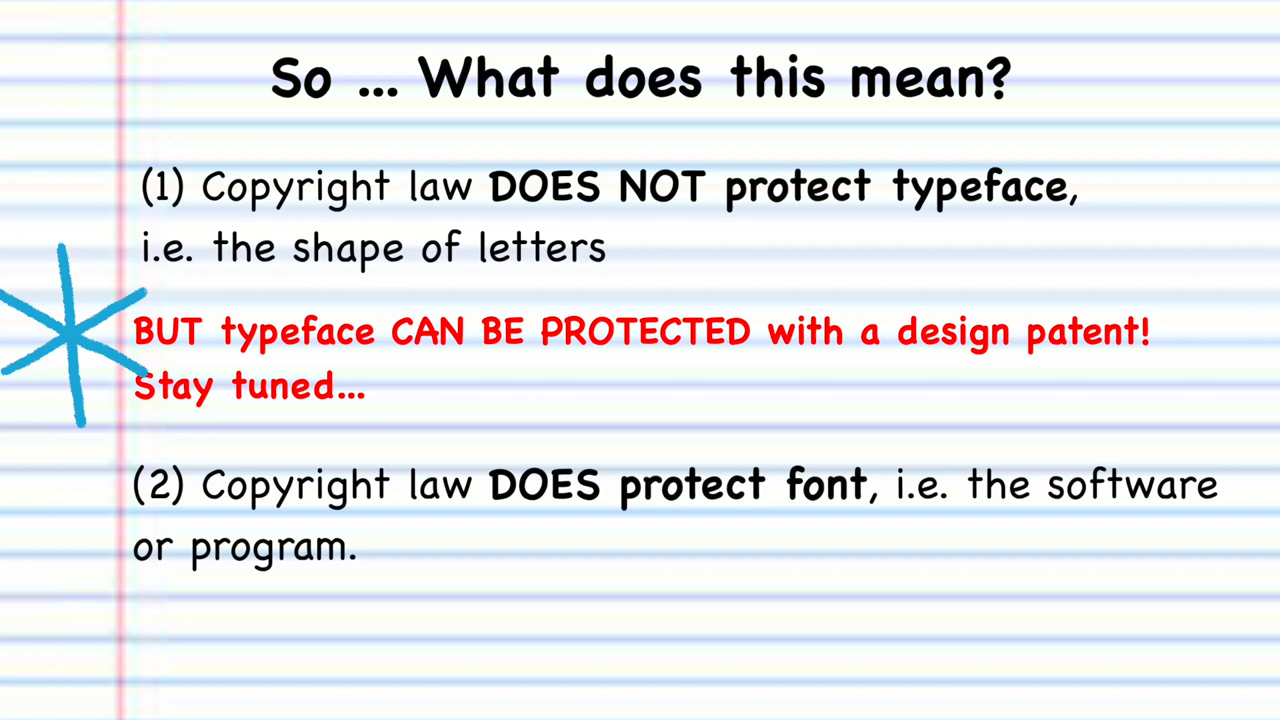 So ... What does this mean?
(1) Copyright law DOES NOT protect typeface,
i.e. the shape of letters
BUT typeface CAN BE PROTECTED with a design patent!
Stay tuned...
(2) Copyright law DOES protect font, i.e. the software
or program.